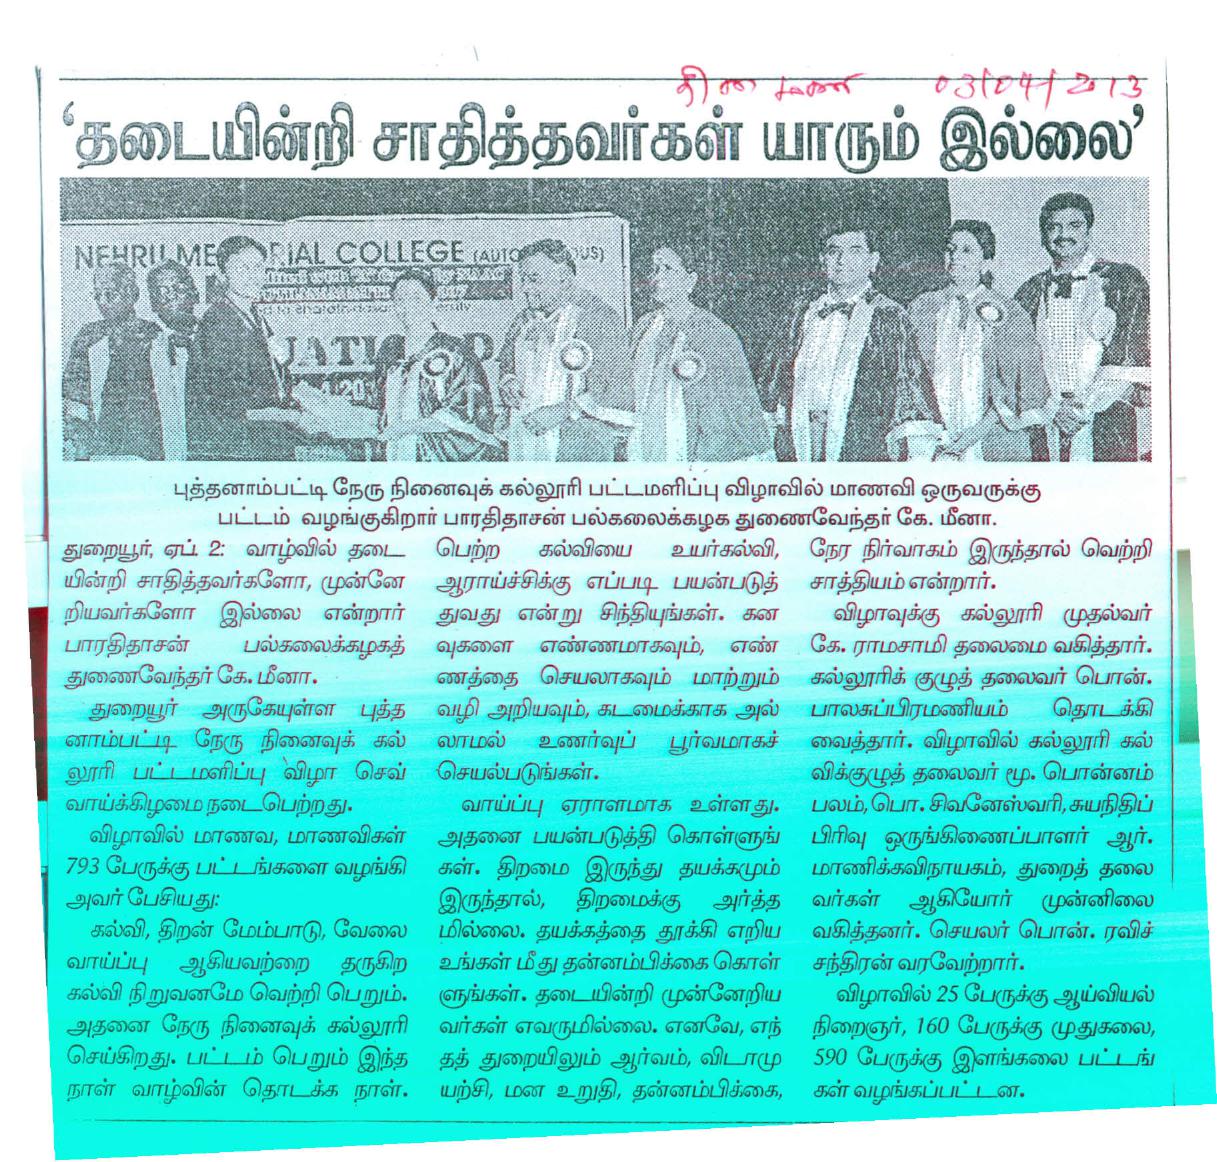 தினமணி 03/04/2013
‘தடையின்றி சாதித்தவர்கள் யாரும் இல்லை’
NEHRU MEMORIAL COLLEGE (AUTONOMOUS)
புத்தனாம்பட்டி நேரு நினைவுக் கல்லூரி பட்டமளிப்பு விழாவில் மாணவி ஒருவருக்கு
பட்டம் வழங்குகிறார் பாரதிதாசன் பல்கலைக்கழக துணைவேந்தர் கே. மீனா.
துறையூர், ஏப். 2: வாழ்வில் தடை
யின்றி சாதித்தவர்களோ, முன்னே
றியவர்களோ இல்லை என்றார்
பாரதிதாசன் பல்கலைக்கழகத்
துணைவேந்தர் கே. மீனா.
துறையூர் அருகேயுள்ள புத்த
னாம்பட்டி நேரு நினைவுக் கல்
லூரி பட்டமளிப்பு விழா செவ்
வாய்க்கிழமை நடைபெற்றது.
விழாவில் மாணவ, மாணவிகள்
793 பேருக்கு பட்டங்களை வழங்கி
அவர் பேசியது:
கல்வி, திறன் மேம்பாடு, வேலை
வாய்ப்பு ஆகியவற்றை தருகிற
கல்வி நிறுவனமே வெற்றி பெறும்.
அதனை நேரு நினைவுக் கல்லூரி
செய்கிறது. பட்டம் பெறும் இந்த
நாள் வாழ்வின் தொடக்க நாள்.
பெற்ற கல்வியை உயர்கல்வி,
ஆராய்ச்சிக்கு எப்படி பயன்படுத்
துவது என்று சிந்தியுங்கள். கன
வுகளை எண்ணமாகவும், எண்
ணத்தை செயலாகவும் மாற்றும்
வழி அறியவும், கடமைக்காக அல்
லாமல் உணர்வுப் பூர்வமாகச்
செயல்படுங்கள்.
வாய்ப்பு ஏராளமாக உள்ளது.
அதனை பயன்படுத்தி கொள்ளுங்
கள். திறமை இருந்து தயக்கமும்
இருந்தால், திறமைக்கு அர்த்த
மில்லை. தயக்கத்தை தூக்கி எறிய
உங்கள் மீது தன்னம்பிக்கை கொள்
ளுங்கள். தடையின்றி முன்னேறிய
வர்கள் எவருமில்லை. எனவே, எந்
தத் துறையிலும் ஆர்வம், விடாமு
யற்சி, மன உறுதி, தன்னம்பிக்கை,
நேர நிர்வாகம் இருந்தால் வெற்றி
சாத்தியம் என்றார்.
விழாவுக்கு கல்லூரி முதல்வர்
கே. ராமசாமி தலைமை வகித்தார்.
கல்லூரிக் குழுத் தலைவர் பொன்.
பாலசுப்பிரமணியம் தொடக்கி
வைத்தார். விழாவில் கல்லூரி கல்
விக்குழுத் தலைவர் மூ. பொன்னம்
பலம், பொ. சிவனேஸ்வரி, சுயநிதிப்
பிரிவு ஒருங்கிணைப்பாளர் ஆர்.
மாணிக்கவிநாயகம், துறைத் தலை
வர்கள் ஆகியோர் முன்னிலை
வகித்தனர். செயலர் பொன். ரவிச்
சந்திரன் வரவேற்றார்.
விழாவில் 25 பேருக்கு ஆய்வியல்
நிறைஞர், 160 பேருக்கு முதுகலை,
590 பேருக்கு இளங்கலை பட்டங்
கள் வழங்கப்பட்டன.